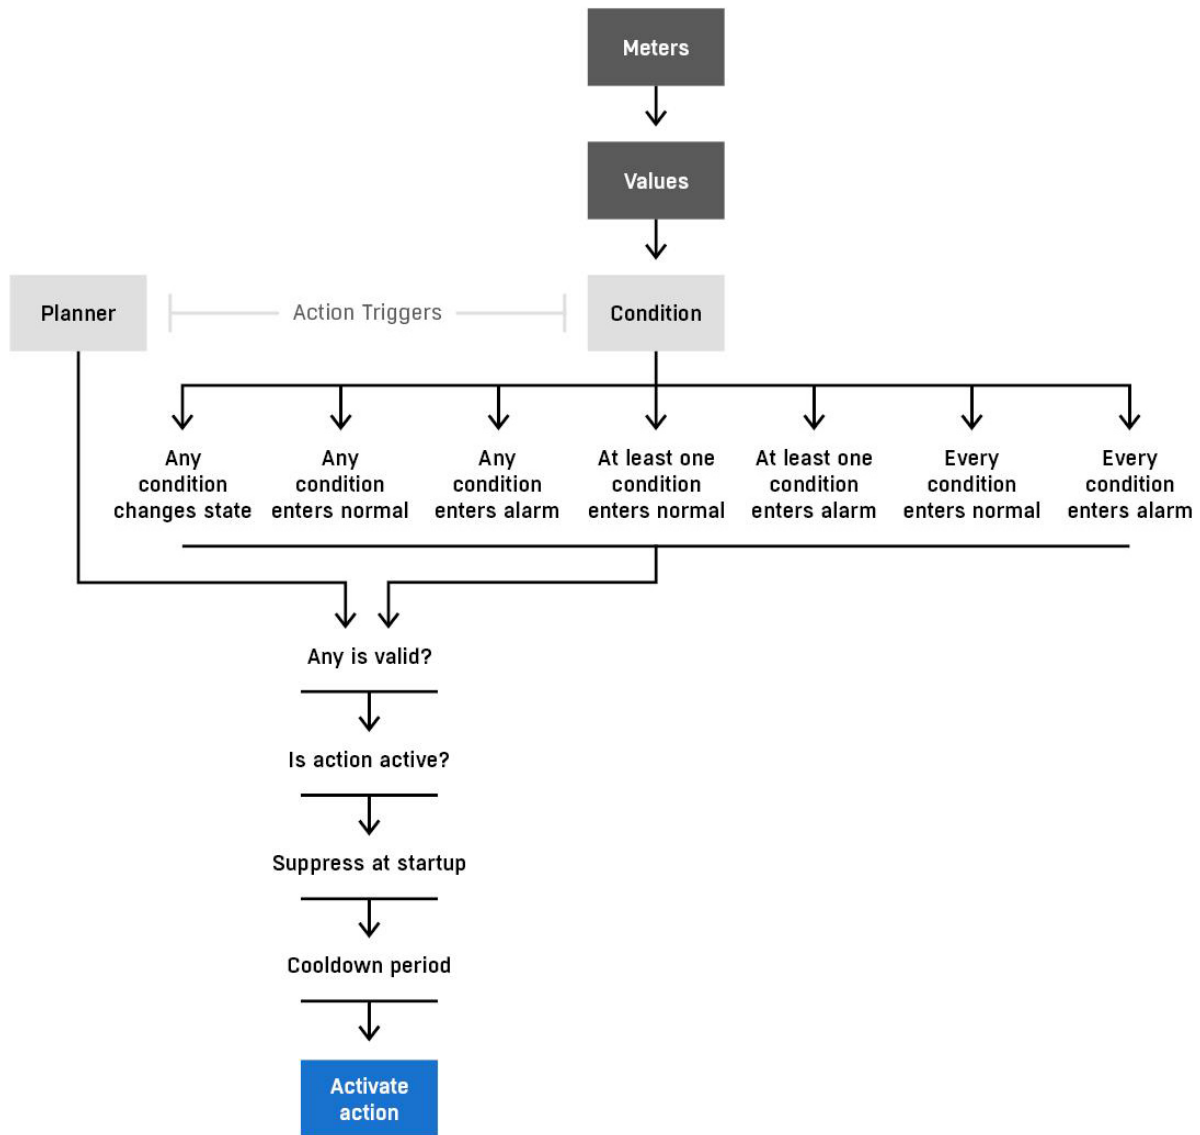 Meters
Values
Planner
Action Triggers
Condition
Any
condition
changes state
Any
condition
enters normal
Any
condition
enters alarm
At least one
condition
enters normal
At least one
condition
enters alarm
Every
condition
enters normal
Every
condition
enters alarm
Any is valid?
Is action active?
Suppress at startup
Cooldown period
Activate
action